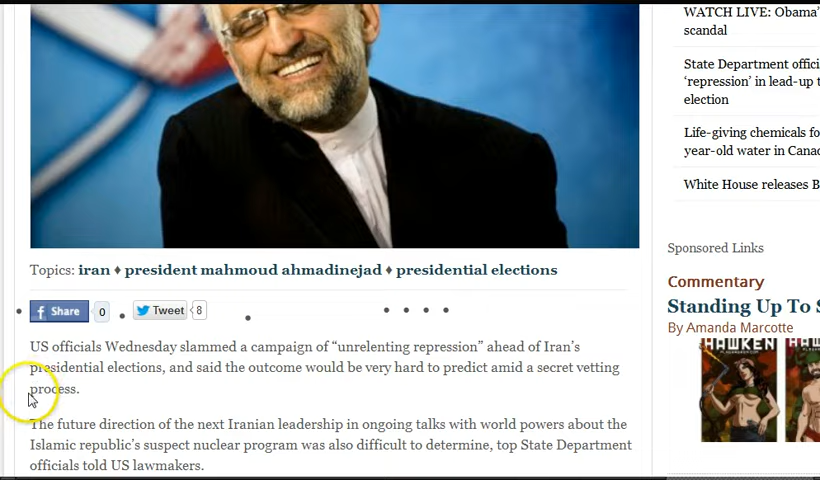 Topics: iran ♦ president mahmoud ahmadinejad ♦ presidential elections
f Share 0
Tweet 8
US officials Wednesday slammed a campaign of “unrelenting repression” ahead of Iran’s
presidential elections, and said the outcome would be very hard to predict amid a secret vetting
process.
The future direction of the next Iranian leadership in ongoing talks with world powers about the
Islamic republic’s suspect nuclear program was also difficult to determine, top State Department
officials told US lawmakers.
WATCH LIVE: Obama’
scandal
State Department offici
‘repression’ in lead-up t
election
Life-giving chemicals fo
year-old water in Canad
White House releases B
Sponsored Links
Commentary
Standing Up To S
By Amanda Marcotte
HAWKEN
HAW